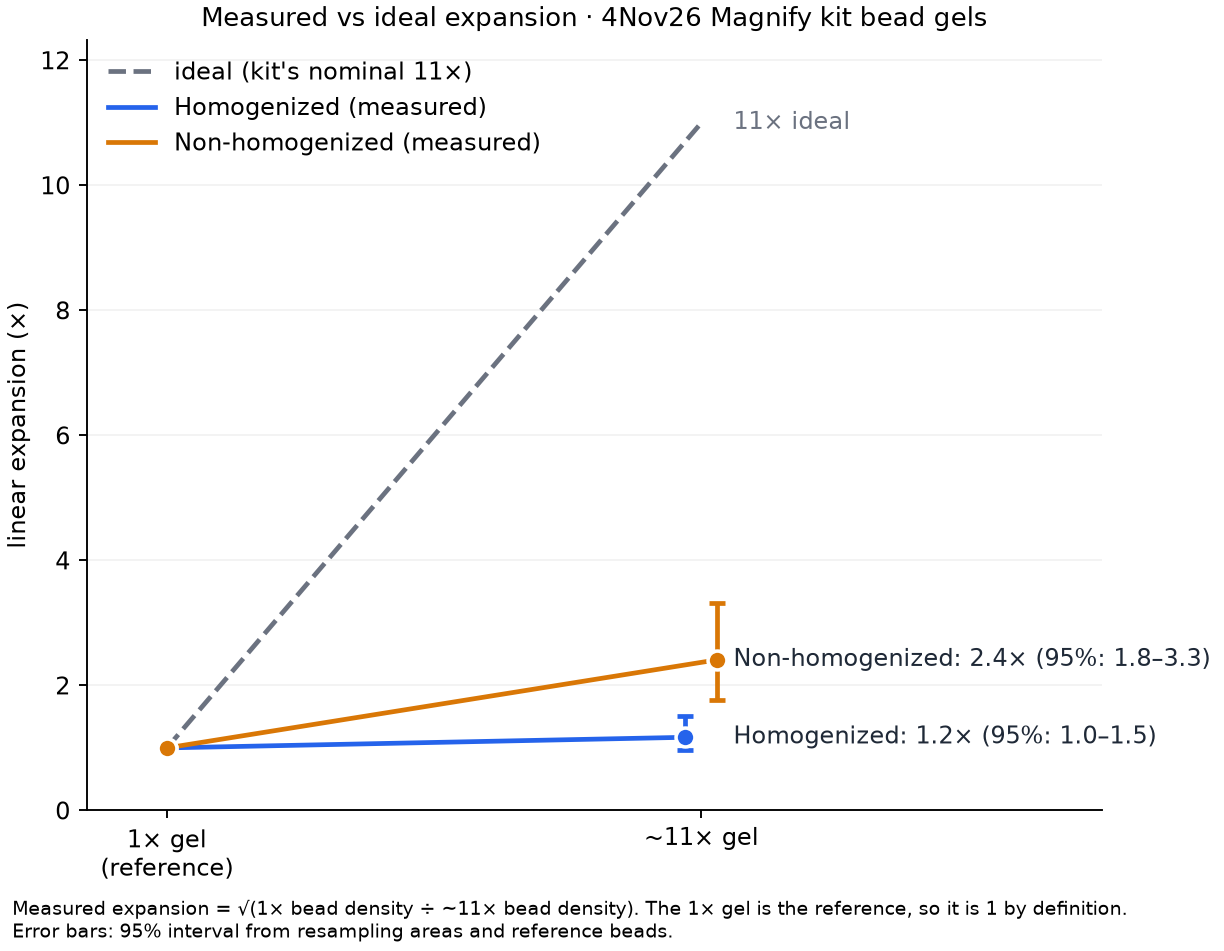 Measured vs ideal expansion · 4Nov26 Magnify kit bead gels
12
10
8
6
4
2
0
linear expansion (×)
ideal (kit's nominal 11×)
Homogenized (measured)
Non-homogenized (measured)
11× ideal
Non-homogenized: 2.4× (95%: 1.8–3.3)
Homogenized: 1.2× (95%: 1.0–1.5)
1× gel
(reference)
~11× gel
Measured expansion = √(1× bead density ÷ ~11× bead density). The 1× gel is the reference, so it is 1 by definition.
Error bars: 95% interval from resampling areas and reference beads.